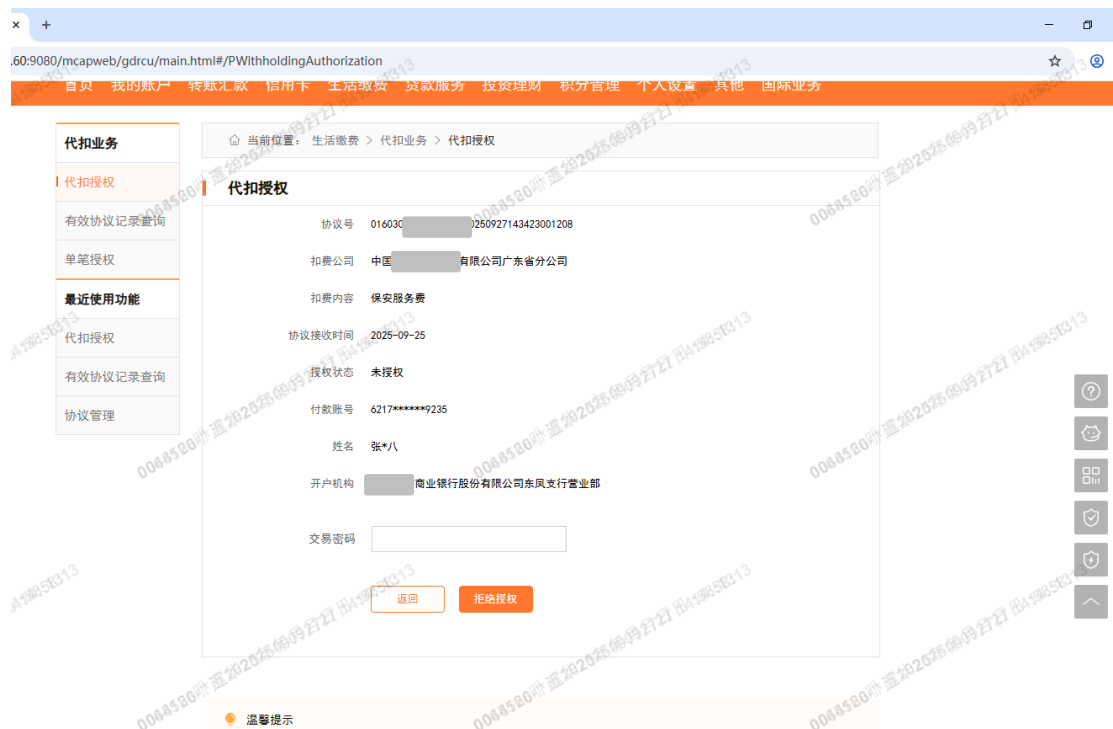 .60:9080/mcapweb/gdrcu/main.html#/PWithholdingAuthorization
首页 我的账户 转账汇款 信用卡 生活缴费 贷款服务 投资理财 积分管理 个人设置 其他 国际业务
代扣业务
代扣授权
有效协议记录查询
单笔授权
最近使用功能
代扣授权
有效协议记录查询
协议管理
当前位置： 生活缴费 > 代扣业务 > 代扣授权
代扣授权
协议号 016030 0250927143423001208
扣费公司 中国 有限公司广东省分公司
扣费内容 保安服务费
协议接收时间 2025-09-25
授权状态 未授权
付款账号 6217******9235
姓名 张*八
开户机构 商业银行股份有限公司东凤支行营业部
交易密码
返回 拒绝授权
温馨提示